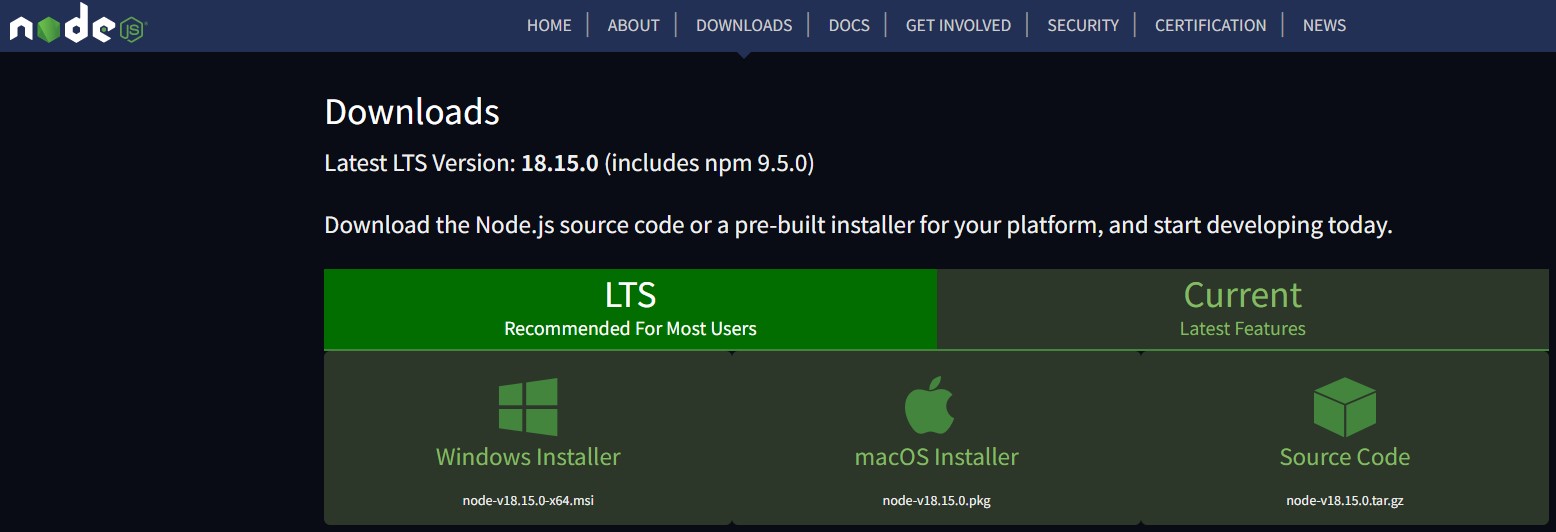 node JS
HOME ABOUT DOWNLOADS DOCS GET INVOLVED SECURITY CERTIFICATION NEWS
Downloads
Latest LTS Version: 18.15.0 (includes npm 9.5.0)
Download the Node.js source code or a pre-built installer for your platform, and start developing today.
LTS
Recommended For Most Users
Current
Latest Features
Windows Installer
node-v18.15.0-x64.msi
macOS Installer
node-v18.15.0.pkg
Source Code
node-v18.15.0.tar.gz